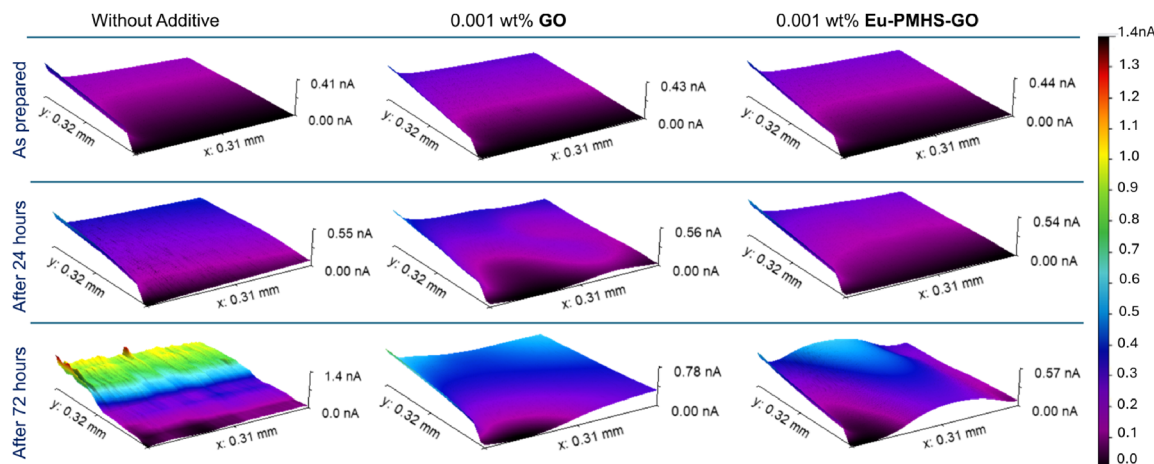 Without Additive
0.001 wt% GO
0.001 wt% Eu-PMHS-GO
As prepared
0.41 nA
0.00 nA
y: 0.32 mm
x: 0.31 mm
0.43 nA
0.00 nA
y: 0.32 mm
x: 0.31 mm
0.44 nA
0.00 nA
y: 0.32 mm
x: 0.31 mm
After 24 hours
0.55 nA
0.00 nA
y: 0.32 mm
x: 0.31 mm
0.56 nA
0.00 nA
y: 0.32 mm
x: 0.31 mm
0.54 nA
0.00 nA
y: 0.32 mm
x: 0.31 mm
After 72 hours
1.4 nA
0.0 nA
y: 0.32 mm
x: 0.31 mm
0.78 nA
0.00 nA
y: 0.32 mm
x: 0.31 mm
0.57 nA
0.00 nA
y: 0.32 mm
x: 0.31 mm
1.4nA
1.3
1.2
1.1
1.0
0.9
0.8
0.7
0.6
0.5
0.4
0.3
0.2
0.1
0.0